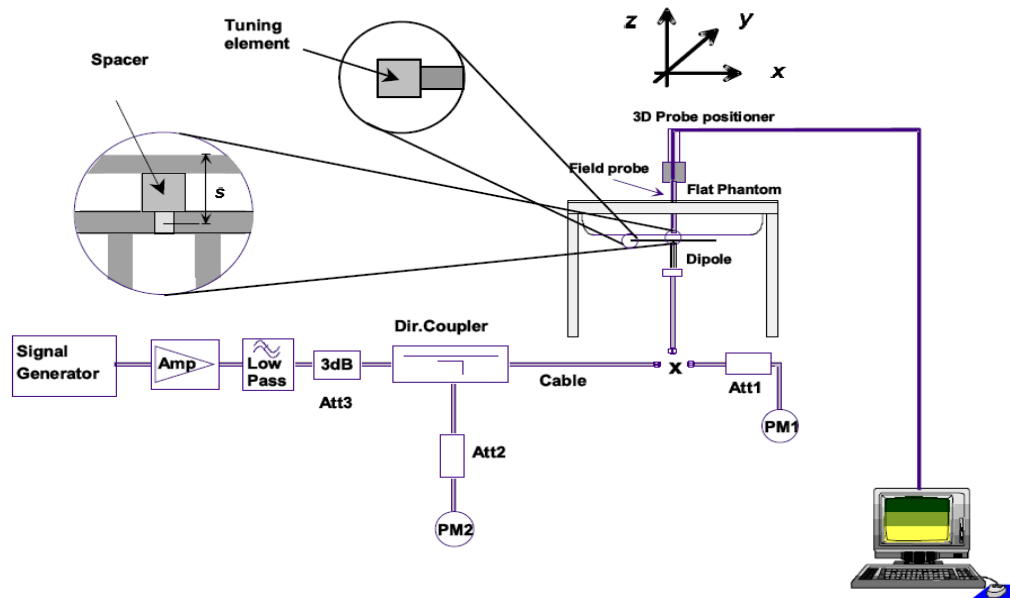 z
y
x
Tuning
element
Spacer
s
3D Probe positioner
Field probe
Flat Phantom
Dipole
Dir.Coupler
Signal
Generator
Amp
Low
Pass
3dB
Att3
Cable
x
Att1
PM1
Att2
PM2